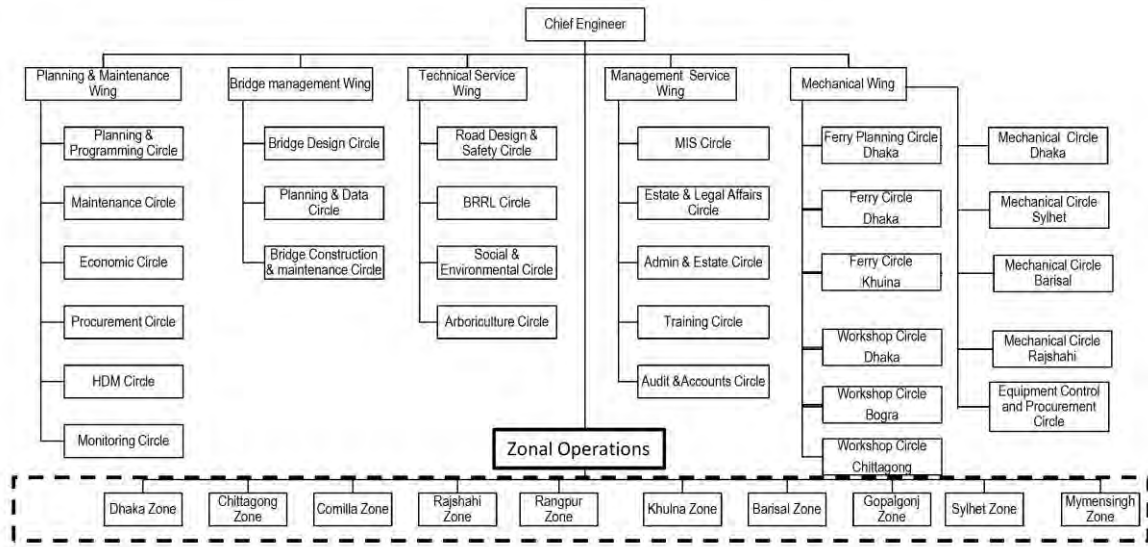 Chief Engineer
Planning & Maintenance
Wing
Bridge management Wing
Technical Service
Wing
Management Service
Wing
Mechanical Wing
Planning &
Programming Circle
Maintenance Circle
Economic Circle
Procurement Circle
HDM Circle
Monitoring Circle
Bridge Design Circle
Planning & Data
Circle
Bridge Construction
& maintenance Circle
Road Design &
Safety Circle
BRRL Circle
Social &
Environmental Circle
Arboriculture Circle
MIS Circle
Estate & Legal Affairs
Circle
Admin & Estate Circle
Training Circle
Audit &Accounts Circle
Ferry Planning Circle
Dhaka
Ferry Circle
Dhaka
Ferry Circle
Khuina
Workshop Circle
Dhaka
Workshop Circle
Bogra
Workshop Circle
Chittagong
Mechanical Circle
Dhaka
Mechanical Circle
Sylhet
Mechanical Circle
Barisal
Mechanical Circle
Rajshahi
Equipment Control
and Procurement
Circle
Zonal Operations
Dhaka Zone
Chittagong
Zone
Comilla Zone
Rajshahi
Zone
Rangpur
Zone
Khulna Zone
Barisal Zone
Gopalgonj
Zone
Sylhet Zone
Mymensingh
Zone